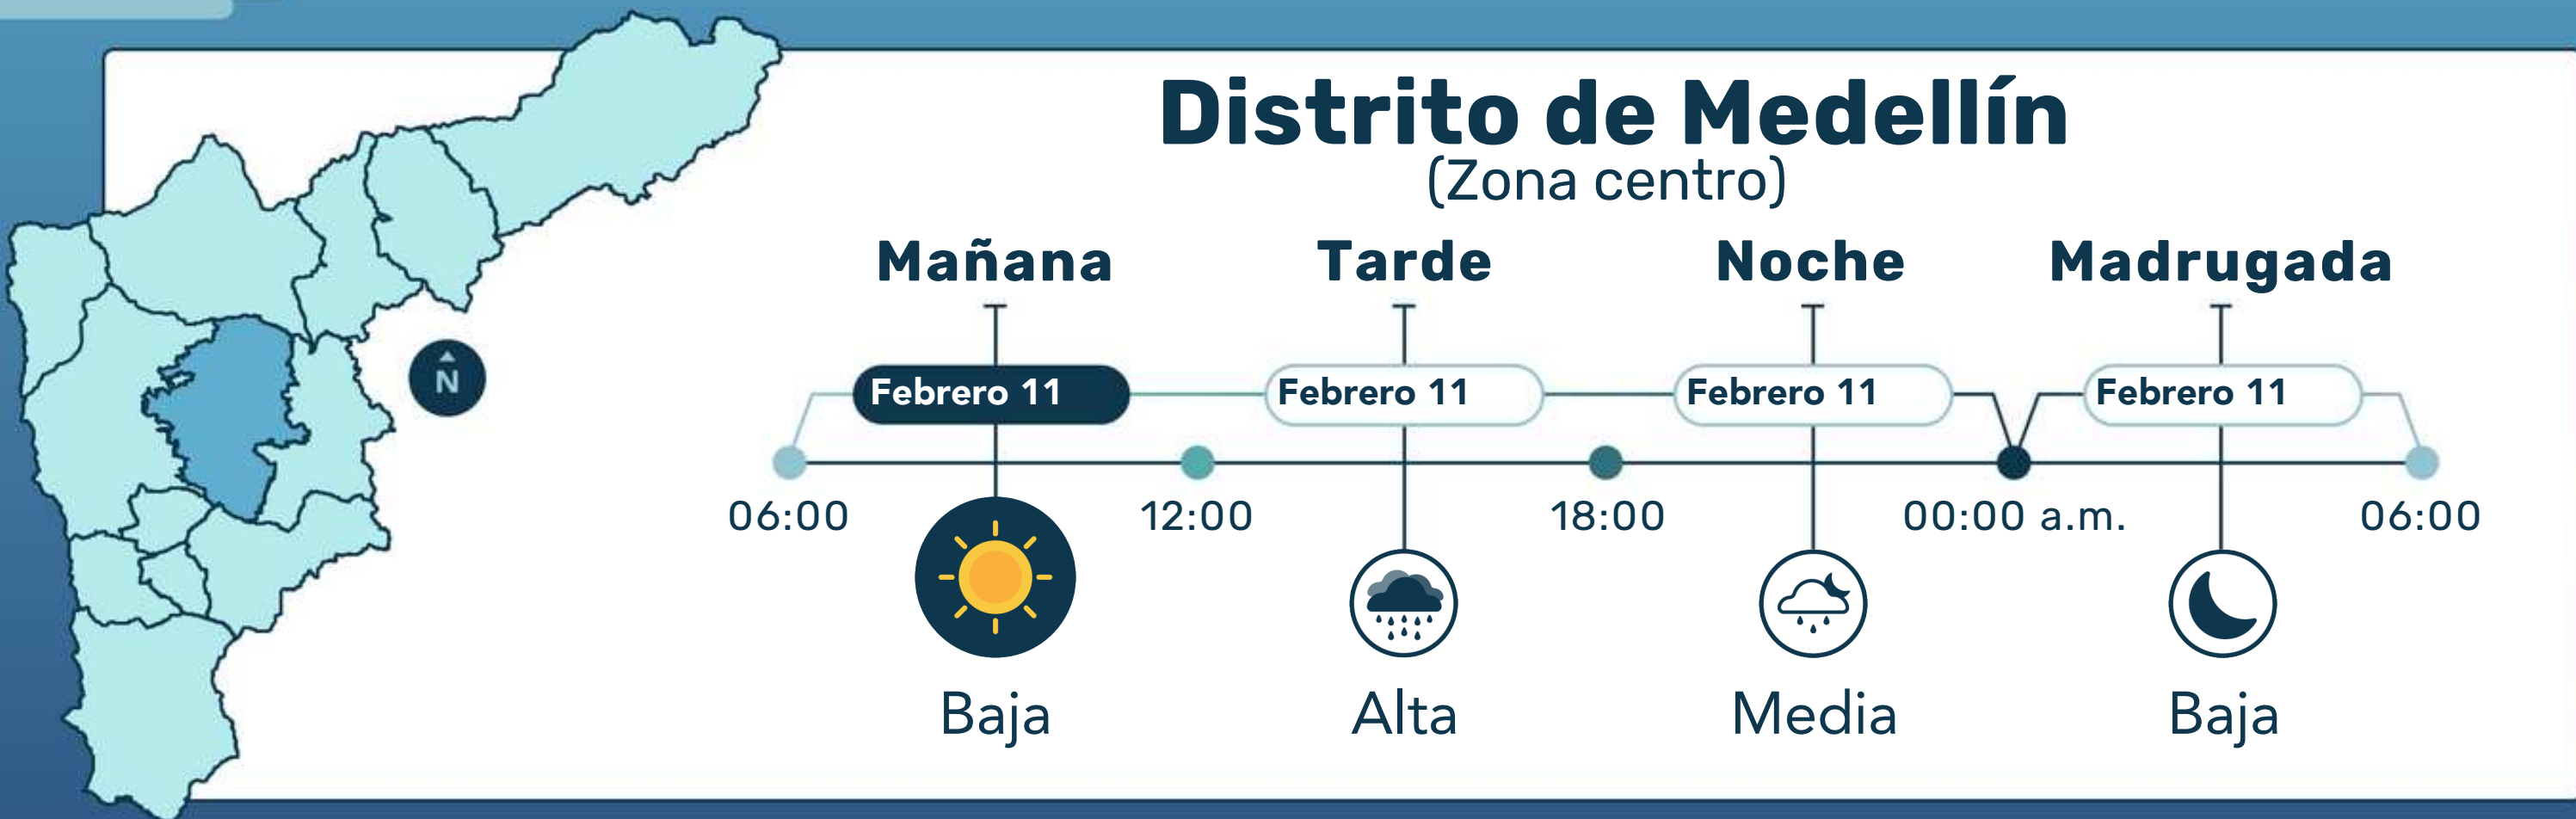 Distrito de Medellín
(Zona centro)
Mañana Tarde Noche Madrugada
Febrero 11 Febrero 11 Febrero 11 Febrero 11
N
06:00 12:00 18:00 00:00 a.m. 06:00
Baja Alta Media Baja